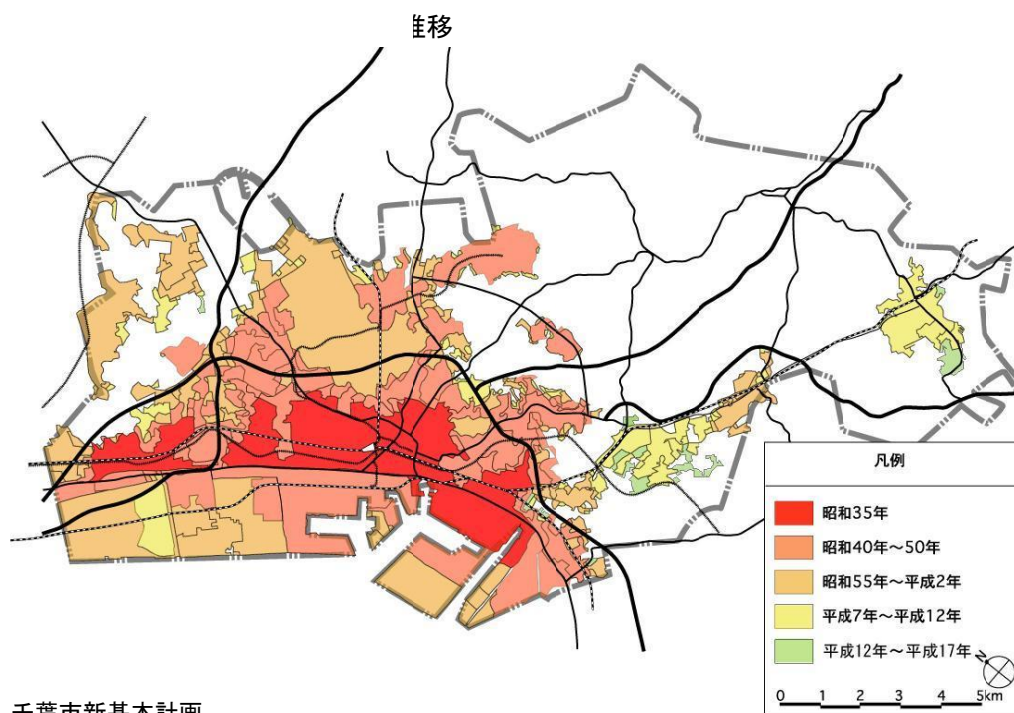 推移
凡例
昭和35年
昭和40年～50年
昭和55年～平成2年
平成7年～平成12年
平成12年～平成17年
N
0 1 2 3 4 5km
千葉市新基本計画